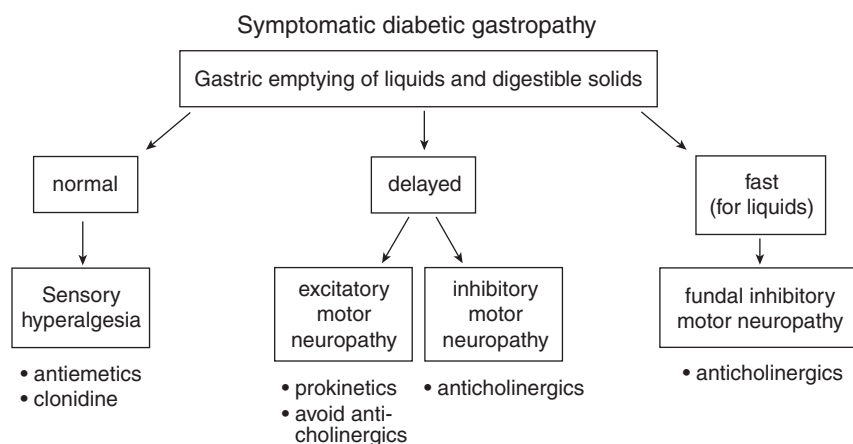 Symptomatic diabetic gastropathy
Gastric emptying of liquids and digestible solids
normal
delayed
fast
(for liquids)
Sensory
hyperalgesia
excitatory
motor
neuropathy
inhibitory
motor
neuropathy
fundal inhibitory
motor neuropathy
• antiemetics
• clonidine
• prokinetics
• avoid anti-
cholinergics
• anticholinergics
• anticholinergics